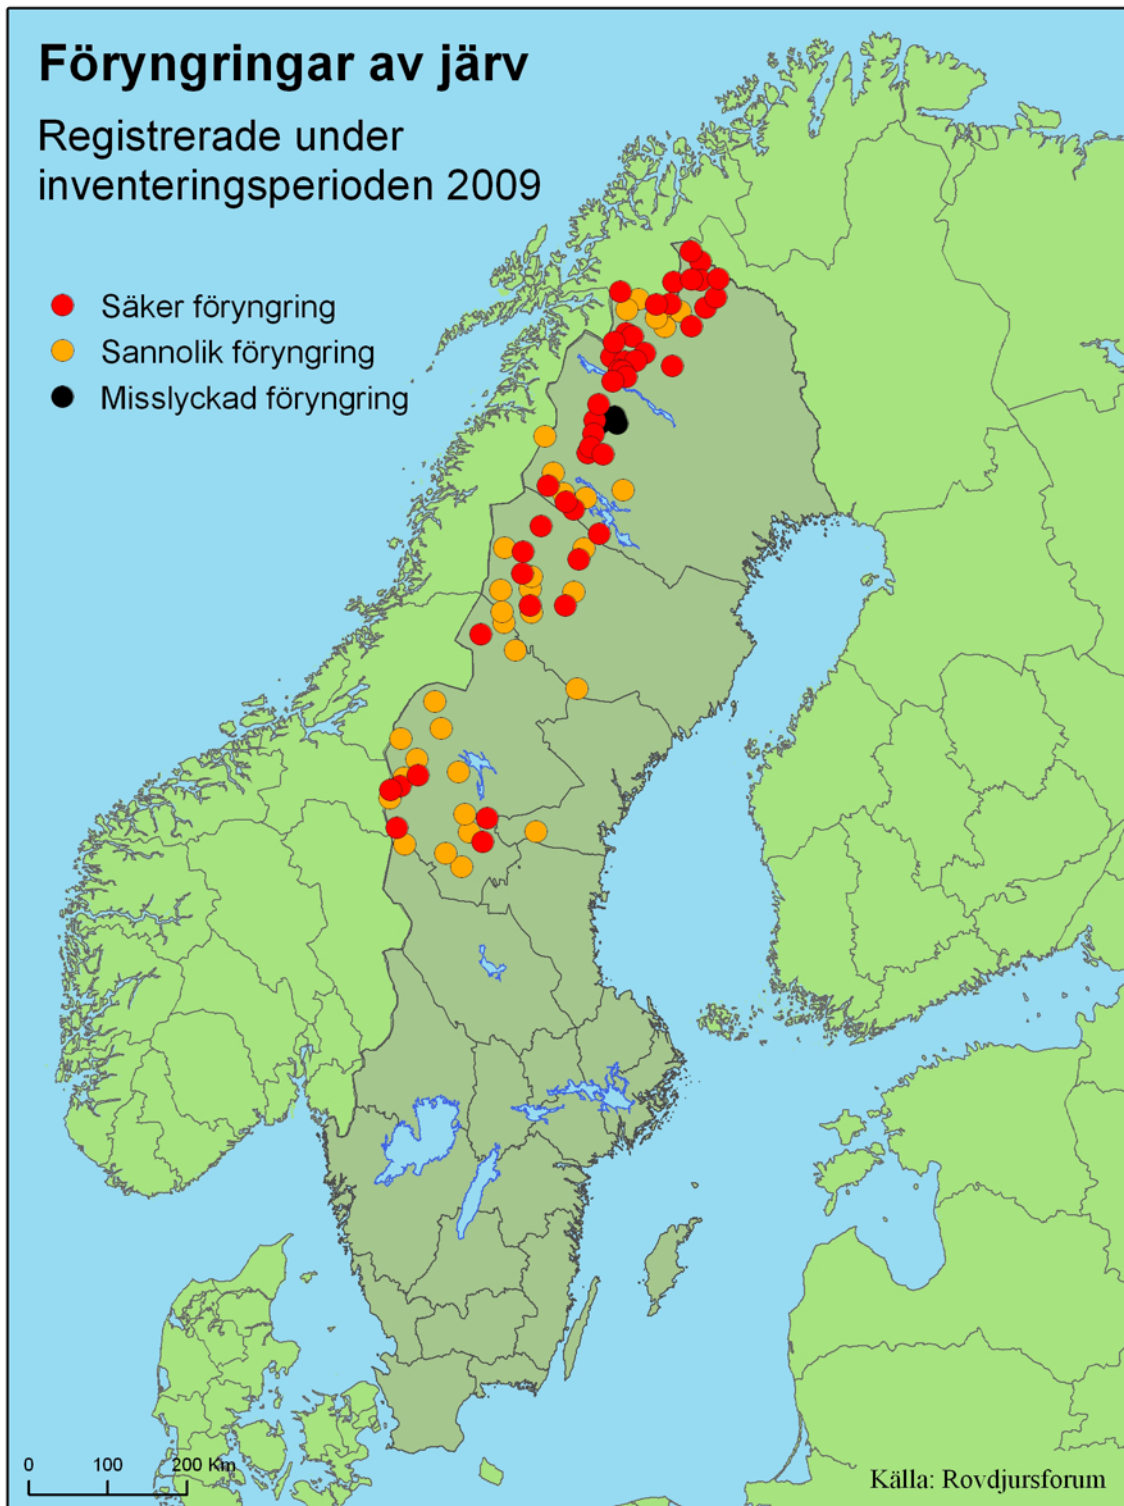 Föryngringar av järv
Registrerade under
inventeringsperioden 2009
Säker föryngring
Sannolik föryngring
Misslyckad föryngring
0 100 200 Km
Källa: Rovdjursforum